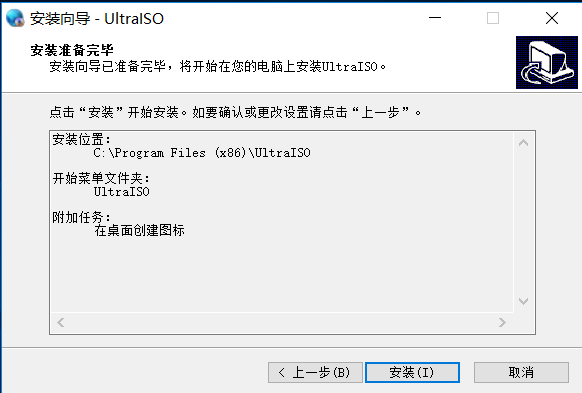 安装向导 - UltraISO
安装准备完毕
安装向导已准备完毕，将开始在您的电脑上安装UltraISO。
点击“安装”开始安装。如要确认或更改设置请点击“上一步”。
安装位置：
C:\Program Files (x86)\UltraISO
开始菜单文件夹：
UltraISO
附加任务：
在桌面创建图标
< 上一步(B)
安装(I)
取消